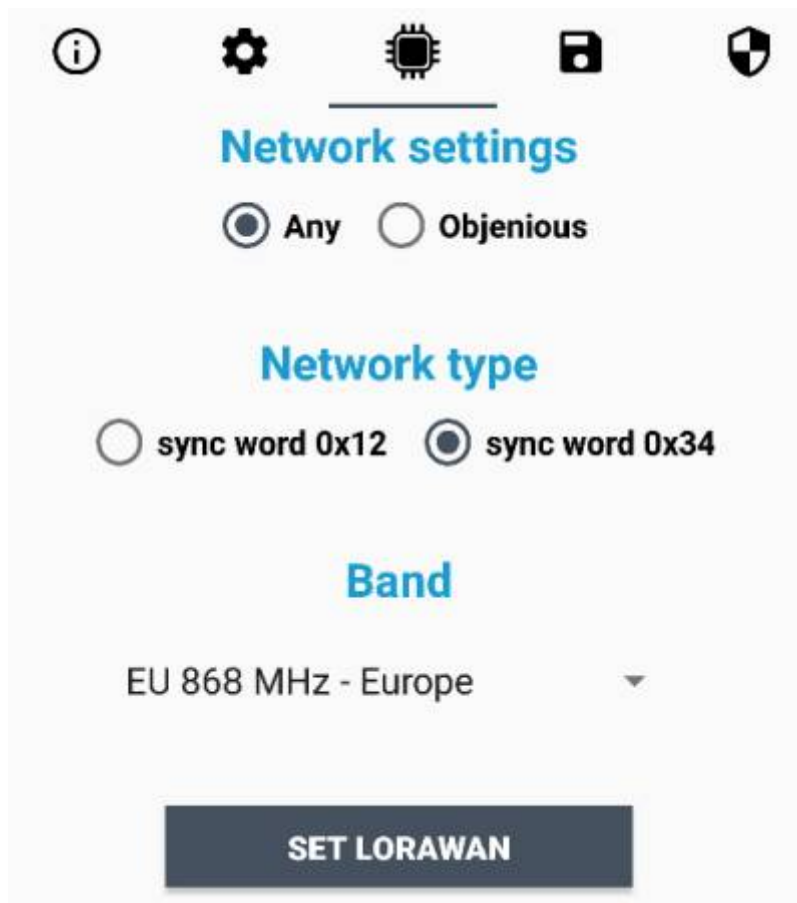 Network settings
Any Objenious
Network type
sync word 0x12 sync word 0x34
Band
EU 868 MHz - Europe
SET LORAWAN